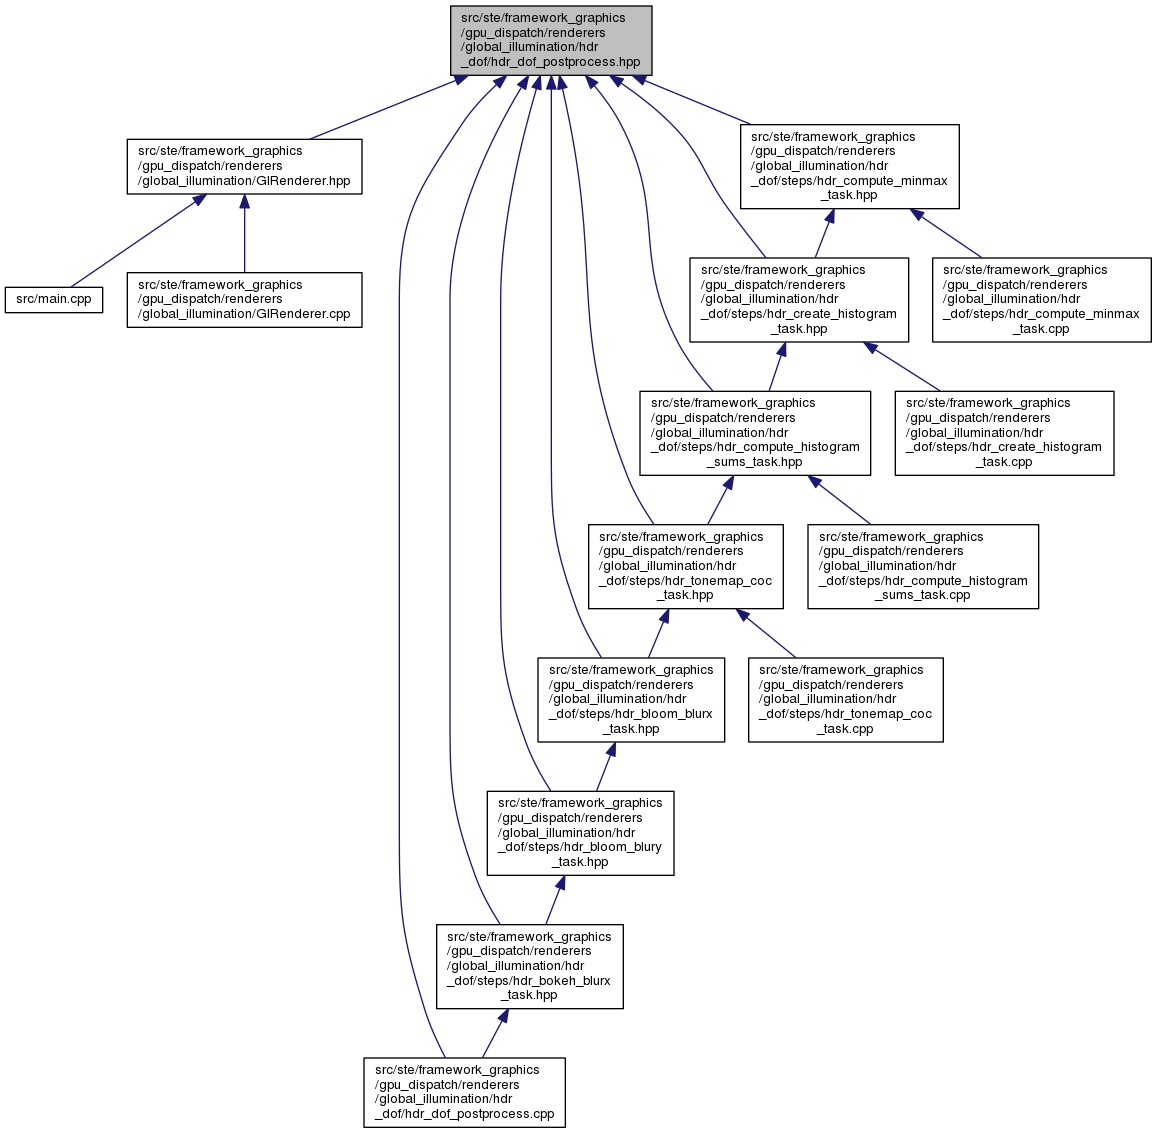 src/ste/framework_graphics
/gpu_dispatch/renderers
/global_illumination/hdr
_dof/hdr_dof_postprocess.hpp
src/ste/framework_graphics
/gpu_dispatch/renderers
/global_illumination/GIRenderer.hpp
src/ste/framework_graphics
/gpu_dispatch/renderers
/global_illumination/hdr
_dof/steps/hdr_compute_minmax
_task.hpp
src/main.cpp
src/ste/framework_graphics
/gpu_dispatch/renderers
/global_illumination/GIRenderer.cpp
src/ste/framework_graphics
/gpu_dispatch/renderers
/global_illumination/hdr
_dof/steps/hdr_create_histogram
_task.hpp
src/ste/framework_graphics
/gpu_dispatch/renderers
/global_illumination/hdr
_dof/steps/hdr_compute_minmax
_task.cpp
src/ste/framework_graphics
/gpu_dispatch/renderers
/global_illumination/hdr
_dof/steps/hdr_compute_histogram
_sums_task.hpp
src/ste/framework_graphics
/gpu_dispatch/renderers
/global_illumination/hdr
_dof/steps/hdr_create_histogram
_task.cpp
src/ste/framework_graphics
/gpu_dispatch/renderers
/global_illumination/hdr
_dof/steps/hdr_tonemap_coc
_task.hpp
src/ste/framework_graphics
/gpu_dispatch/renderers
/global_illumination/hdr
_dof/steps/hdr_compute_histogram
_sums_task.cpp
src/ste/framework_graphics
/gpu_dispatch/renderers
/global_illumination/hdr
_dof/steps/hdr_bloom_blurx
_task.hpp
src/ste/framework_graphics
/gpu_dispatch/renderers
/global_illumination/hdr
_dof/steps/hdr_tonemap_coc
_task.cpp
src/ste/framework_graphics
/gpu_dispatch/renderers
/global_illumination/hdr
_dof/steps/hdr_bloom_blury
_task.hpp
src/ste/framework_graphics
/gpu_dispatch/renderers
/global_illumination/hdr
_dof/steps/hdr_bokeh_blurx
_task.hpp
src/ste/framework_graphics
/gpu_dispatch/renderers
/global_illumination/hdr
_dof/hdr_dof_postprocess.cpp